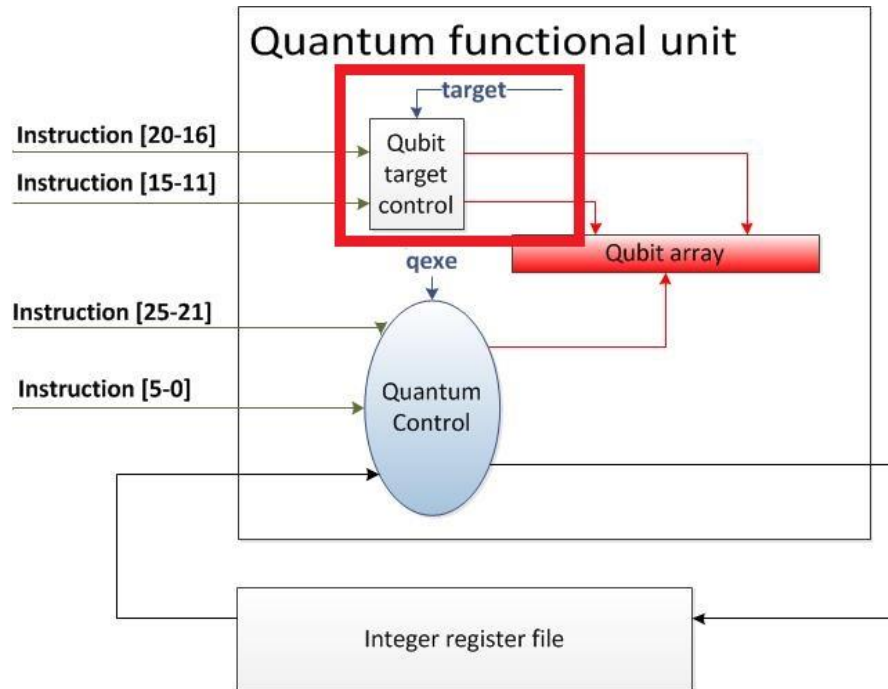 Quantum functional unit
target
Instruction [20-16]
Qubit
target
control
Instruction [15-11]
Qubit array
qexe
Instruction [25-21]
Instruction [5-0]
Quantum
Control
Integer register file